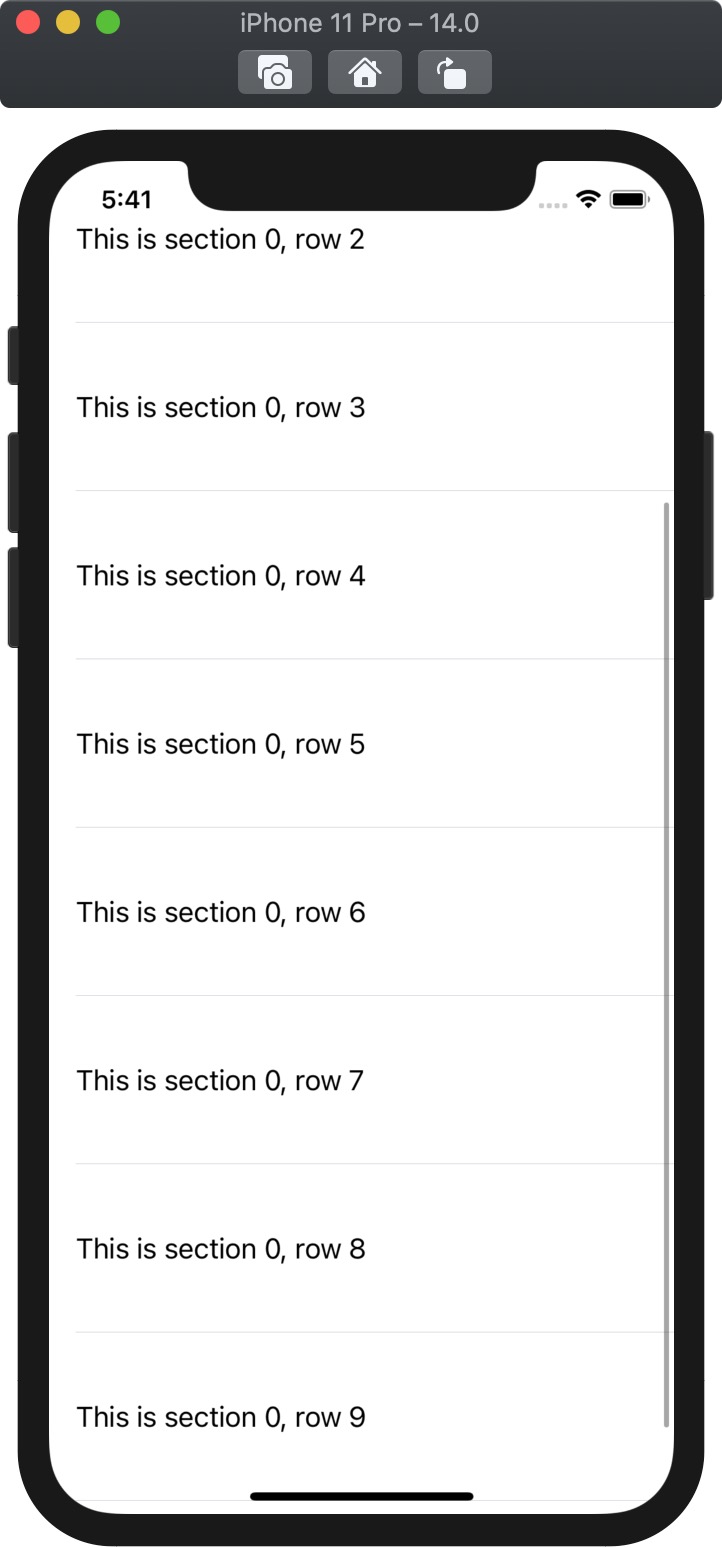 iPhone 11 Pro – 14.0
5:41
This is section 0, row 2
This is section 0, row 3
This is section 0, row 4
This is section 0, row 5
This is section 0, row 6
This is section 0, row 7
This is section 0, row 8
This is section 0, row 9